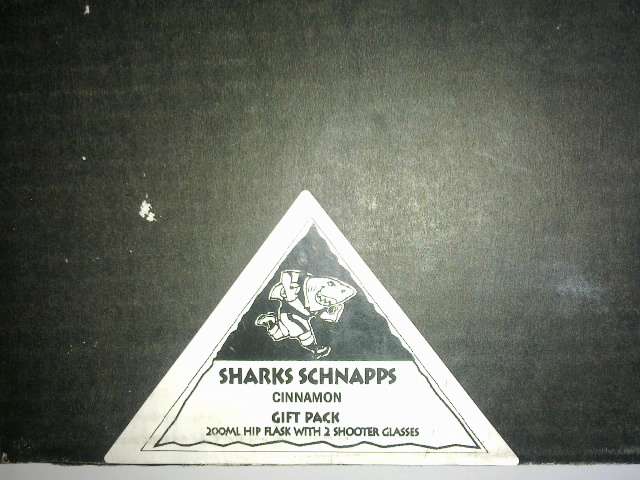 SHARKS SCHNAPPS
CINNAMON
GIFT PACK
200ML HIP FLASK WITH 2 SHOOTER GLASSES